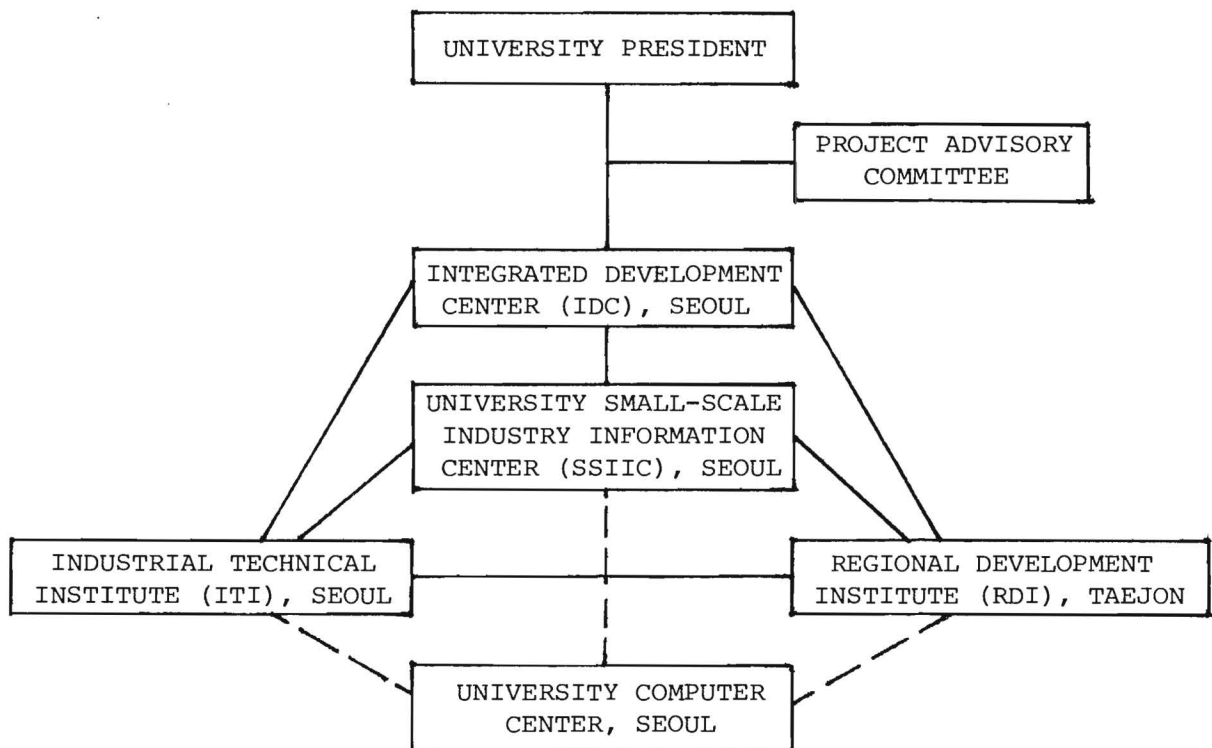 UNIVERSITY PRESIDENT
PROJECT ADVISORY
COMMITTEE
INTEGRATED DEVELOPMENT
CENTER (IDC), SEOUL
UNIVERSITY SMALL-SCALE
INDUSTRY INFORMATION
CENTER (SSIIC), SEOUL
INDUSTRIAL TECHNICAL
INSTITUTE (ITI), SEOUL
REGIONAL DEVELOPMENT
INSTITUTE (RDI), TAEJON
UNIVERSITY COMPUTER
CENTER, SEOUL